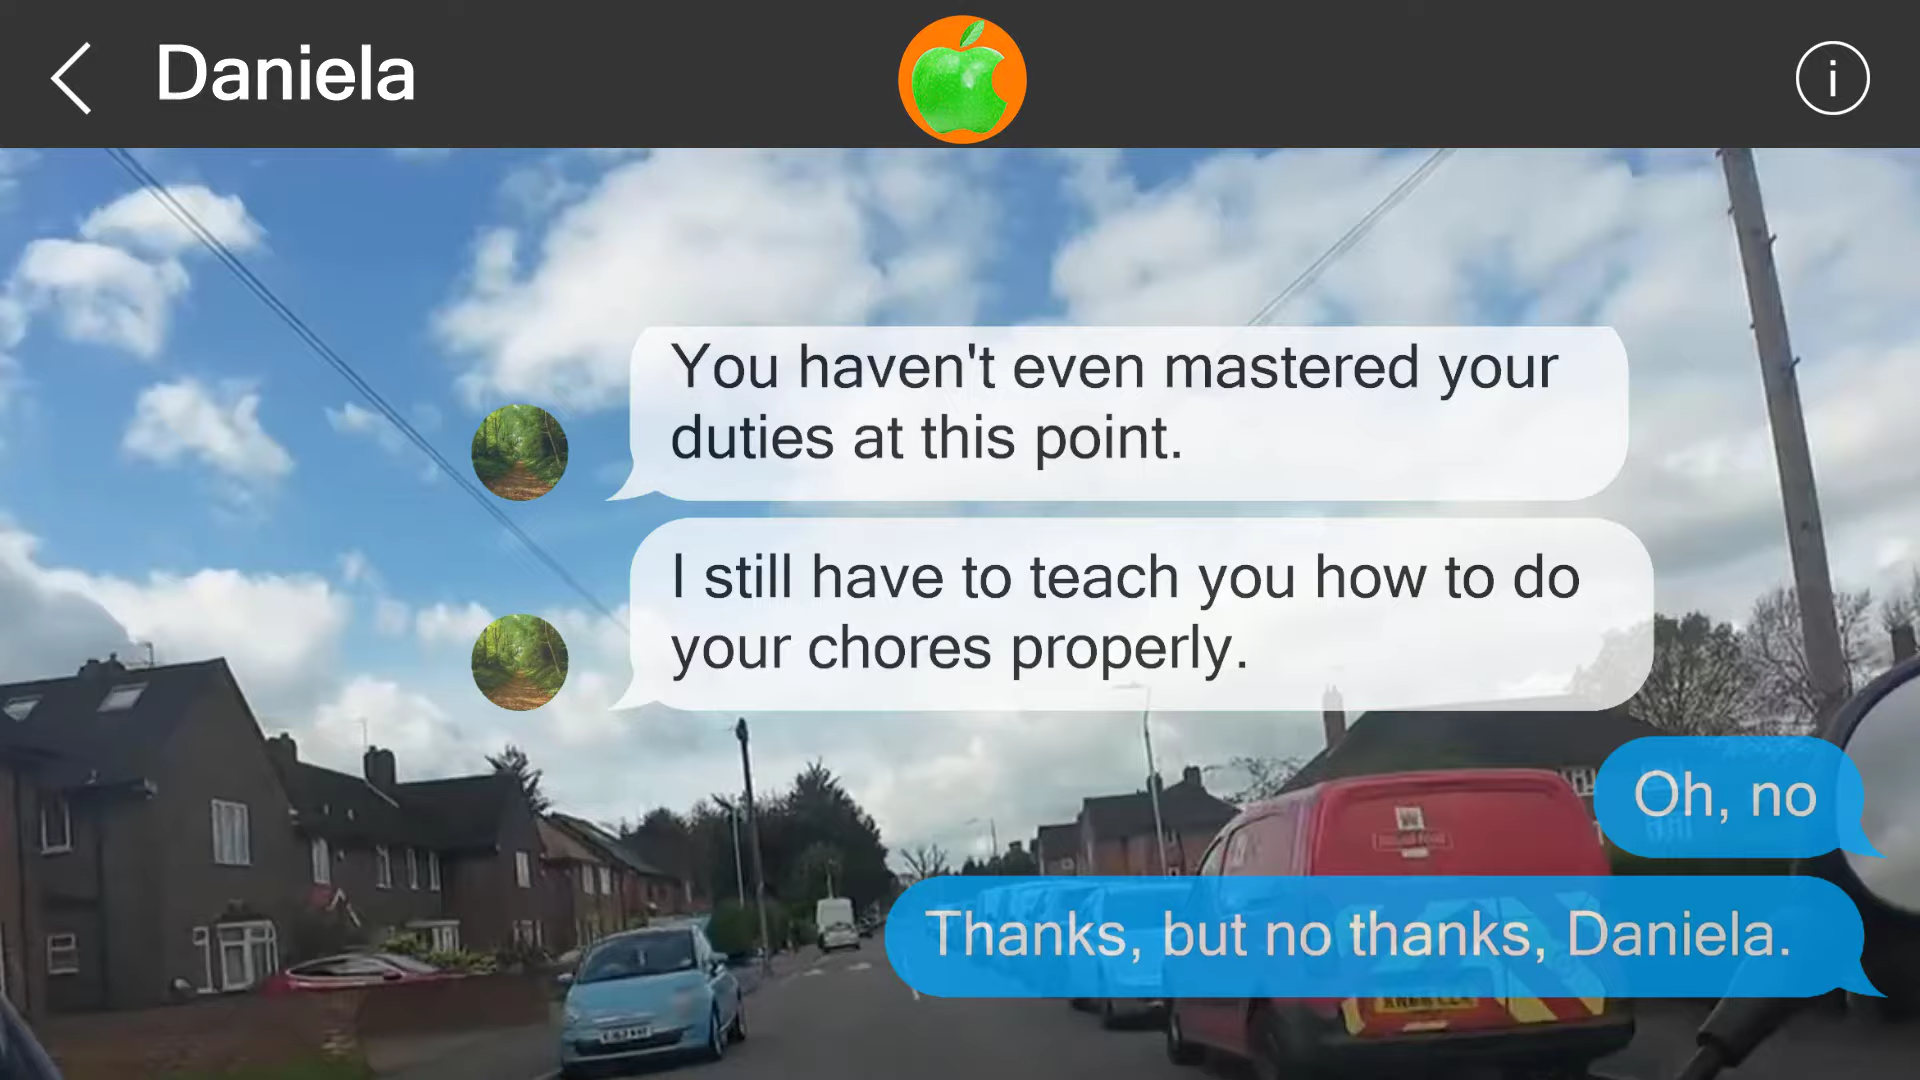 Daniela
i
You haven't even mastered your
duties at this point.
I still have to teach you how to do
your chores properly.
Oh, no
Thanks, but no thanks, Daniela.